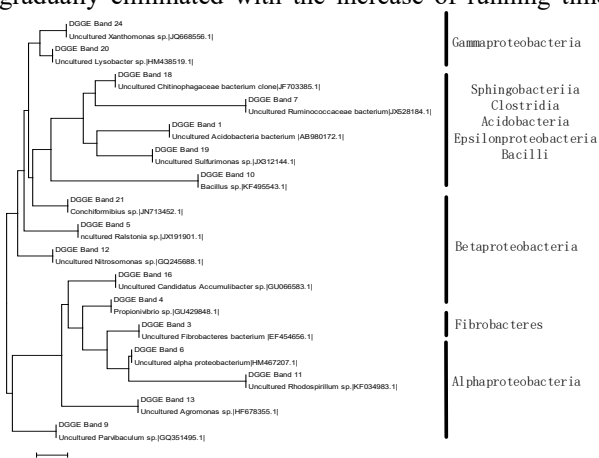 gradually eliminated with the increase of running time
DGGE Band 24
Uncultured Xanthomonas sp.|JQ668556.1|
DGGE Band 20
Uncultured Lysobacter sp.|HM438519.1|
Gammaproteobacteria
DGGE Band 18
Uncultured Chitinophagaceae bacterium clone|JF703385.1|
DGGE Band 7
Uncultured Ruminococcaceae bacterium|JX528184.1|
DGGE Band 1
Uncultured Acidobacteria bacterium |AB980172.1|
DGGE Band 19
Uncultured Sulfurimonas sp.|JX312144.1|
DGGE Band 10
Bacillus sp.|KF495543.1|
Sphingobacteriia
Clostridia
Acidobacteria
Epsilonproteobacteria
Bacilli
DGGE Band 21
Conchiformibius sp.|JN713452.1|
DGGE Band 5
ncultured Ralstonia sp.|JX191901.1|
DGGE Band 12
Uncultured Nitrosomonas sp.|GQ245688.1|
DGGE Band 16
Uncultured Candidatus Accumulibacter sp.|GU066583.1|
Betaproteobacteria
DGGE Band 4
Propionivibrio sp.|GU429848.1|
DGGE Band 3
Uncultured Fibrobacteres bacterium |EF454656.1|
Fibrobacteres
DGGE Band 6
Uncultured alpha proteobacterium|HM467207.1|
DGGE Band 11
Uncultured Rhodospirillum sp.|KF034983.1|
DGGE Band 13
Uncultured Agromonas sp.|HF678355.1|
DGGE Band 9
Uncultured Parvibaculum sp.|GQ351495.1|
Alphaproteobacteria